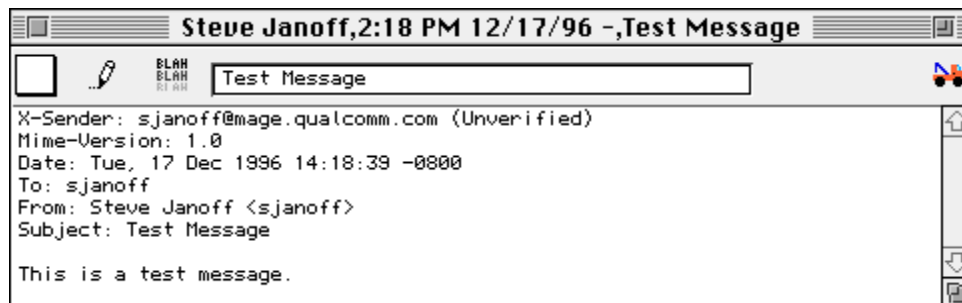 Steve Janoff,2:18 PM 12/17/96 -,Test Message
BLAH
BLAH
BLAH
Test Message
X-Sender: sjanoff@mage.qualcomm.com (Unverified)
Mime-Version: 1.0
Date: Tue, 17 Dec 1996 14:18:39 -0800
To: sjanoff
From: Steve Janoff <sjanoff>
Subject: Test Message
This is a test message.